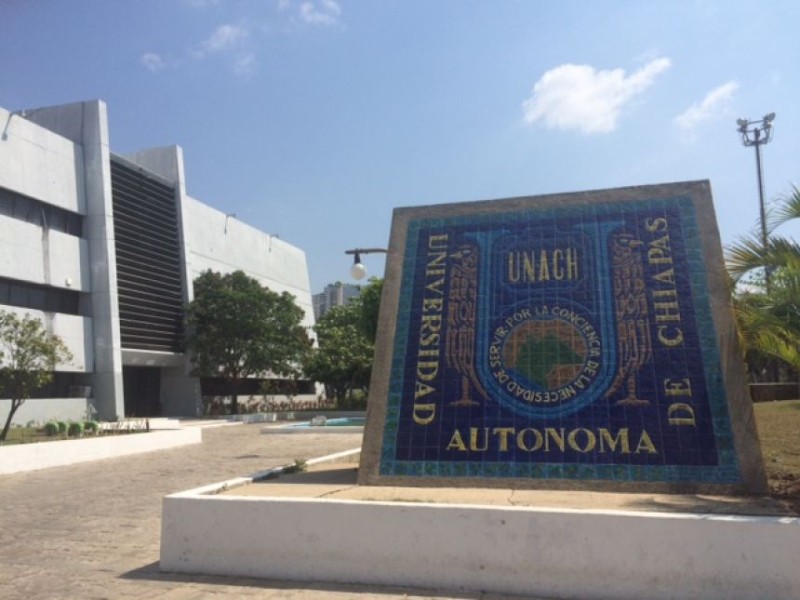 UNACH
UNIVERSIDAD
AUTONOMA
DE CHIAPAS
POR LA CONCIENCIA DE LA NECESIDAD DE SERVIR